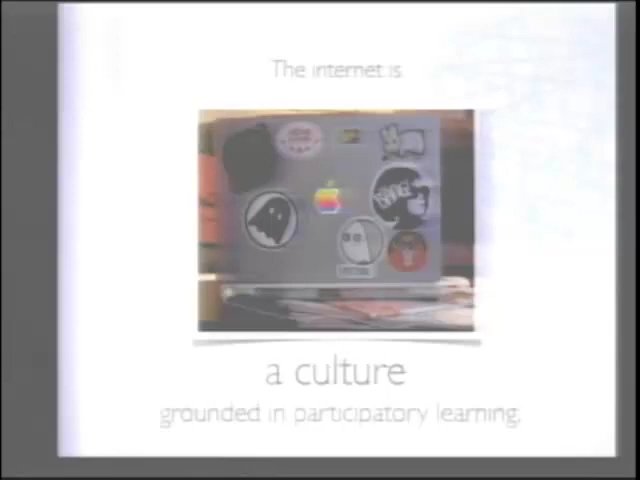 The internet is
a culture
grounded in participatory learning.